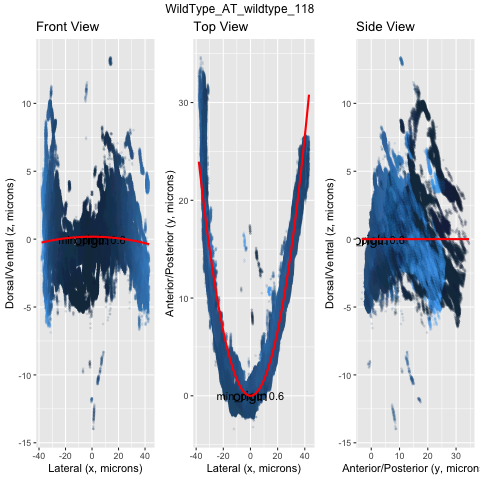 WildType_AT_wildtype_118
Front View
Top View
Side View
Dorsal/Ventral (z, microns)
10
5
0
-5
-10
-15
-40 -20 0 20 40
Lateral (x, microns)
Anterior/Posterior (y, microns)
30
20
10
0
-40 -20 0 20 40
Lateral (x, microns)
Dorsal/Ventral (z, microns)
10
5
0
-5
-10
-15
0 10 20 30
Anterior/Posterior (y, micron